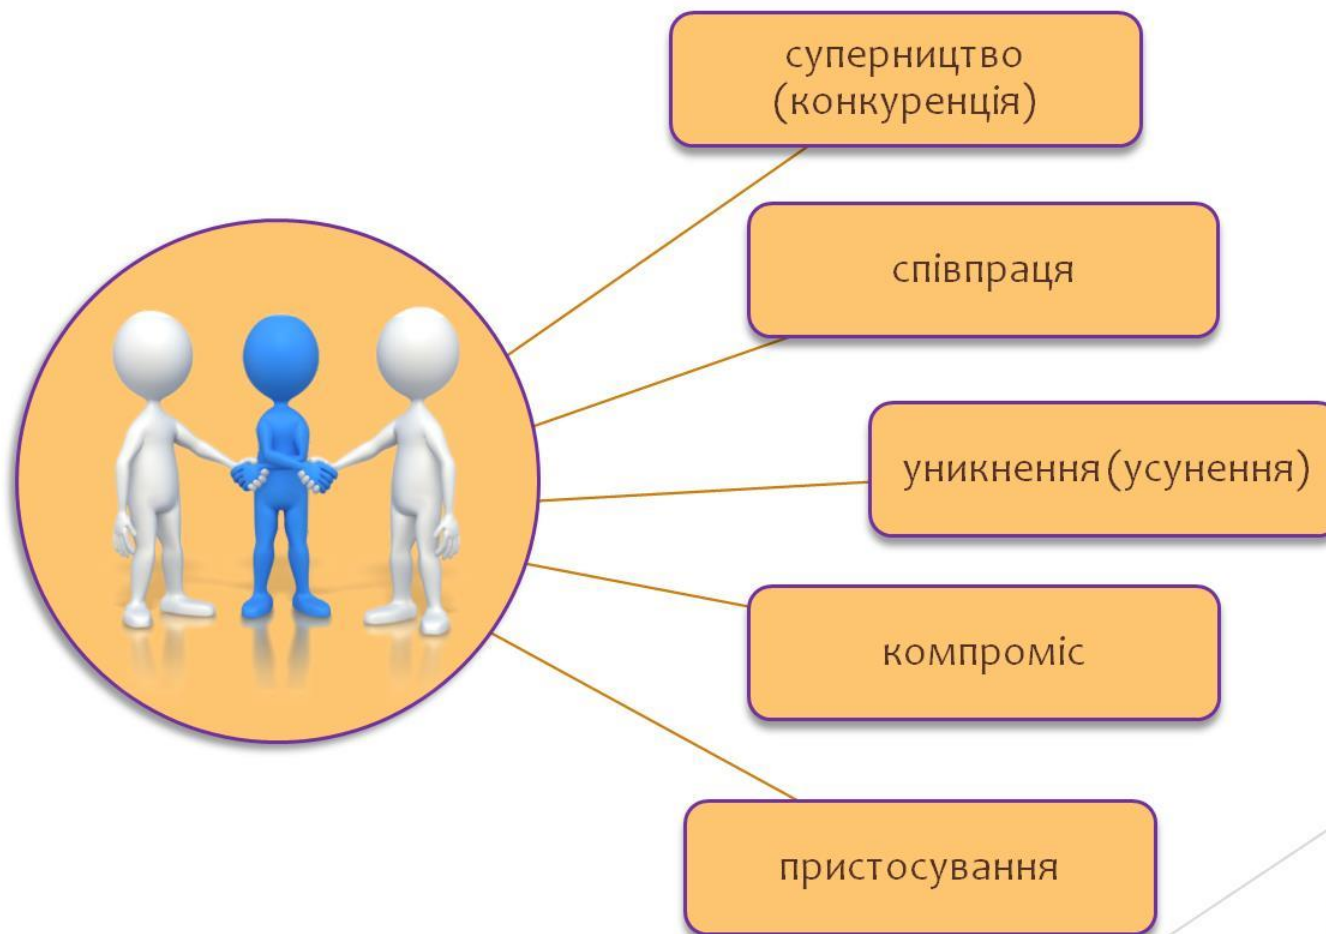 суперництво
(конкуренція)
співпраця
уникнення (усунення)
компроміс
пристосування